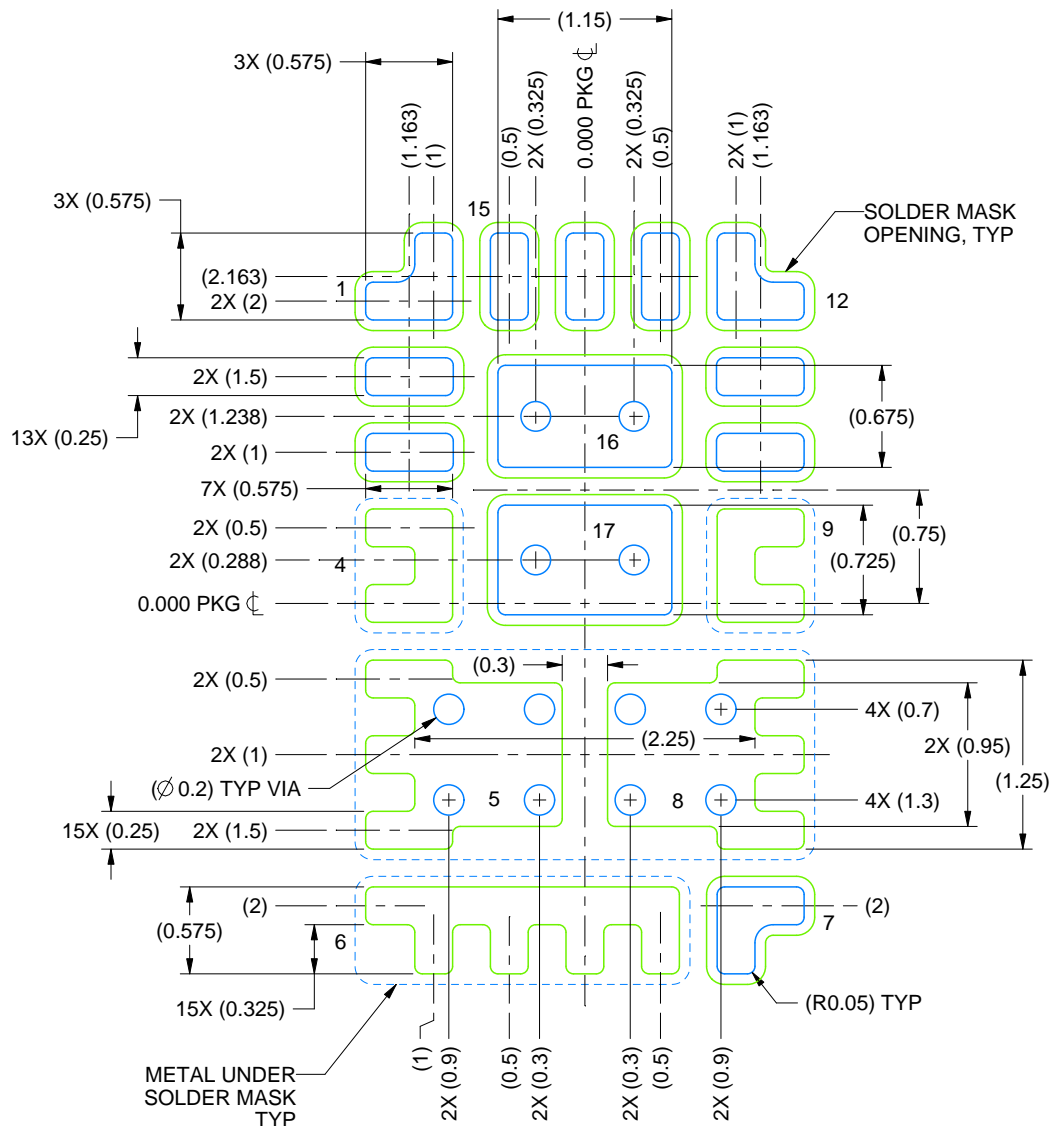 (1.15)
3X (0.575)
(1.163)
(1)
(0.5)
2X (0.325)
0.000 PKG ℄
2X (0.325)
(0.5)
2X (1)
(1.163)
3X (0.575)
15
SOLDER MASK
OPENING, TYP
(2.163)
1
2X (2)
12
2X (1.5)
2X (1.238)
16
(0.675)
13X (0.25)
2X (1)
7X (0.575)
2X (0.5)
17
9
(0.75)
2X (0.288)
4
(0.725)
0.000 PKG ℄
(0.3)
2X (0.5)
4X (0.7)
2X (1)
(2.25)
2X (0.95)
(1.25)
(∅ 0.2) TYP VIA
5
8
4X (1.3)
15X (0.25)
2X (1.5)
(2)
(2)
(0.575)
6
7
15X (0.325)
(R0.05) TYP
(1)
2X (0.9)
(0.5)
2X (0.3)
2X (0.3)
(0.5)
2X (0.9)
METAL UNDER
SOLDER MASK
TYP